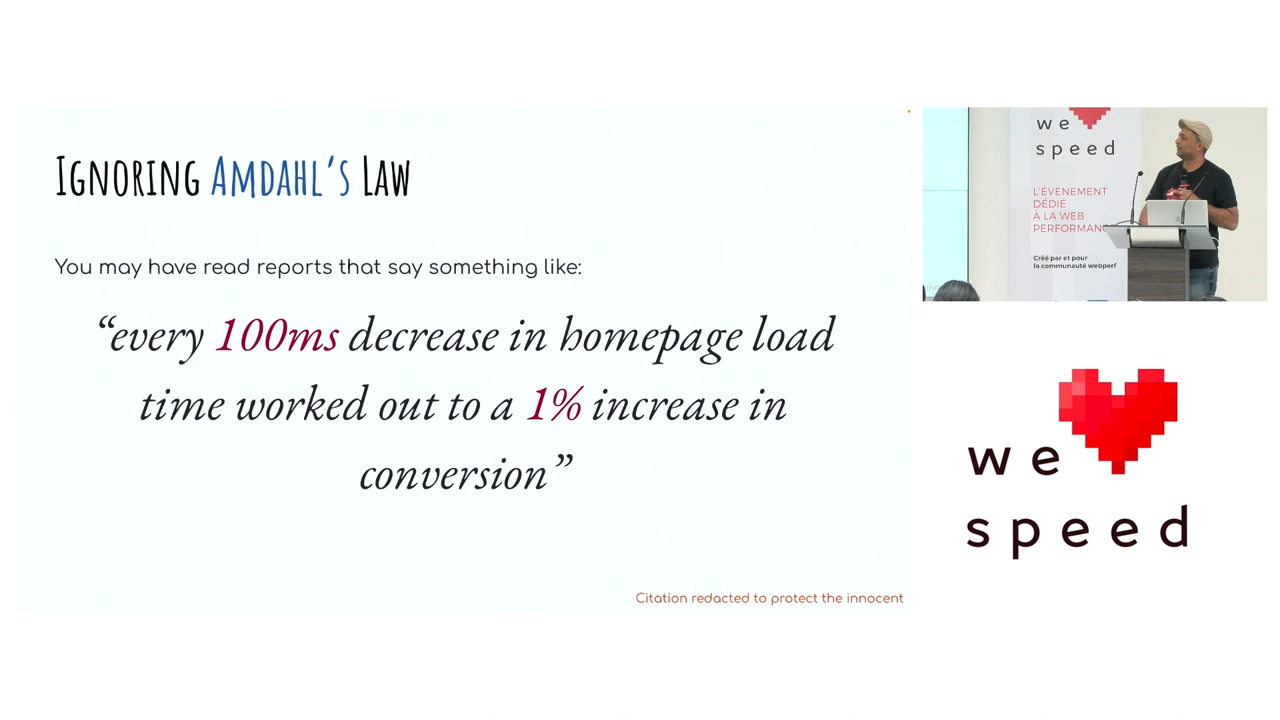 Ignoring Amdahl's Law
You may have read reports that say something like:
“every 100ms decrease in homepage load
time worked out to a 1% increase in
conversion”
Citation redacted to protect the innocent
we
speed
L'ÉVÈNEMENT
DÉDIÉ
À LA WEB
PERFORMANC
Créé par et pour
la communauté webperf
we
speed